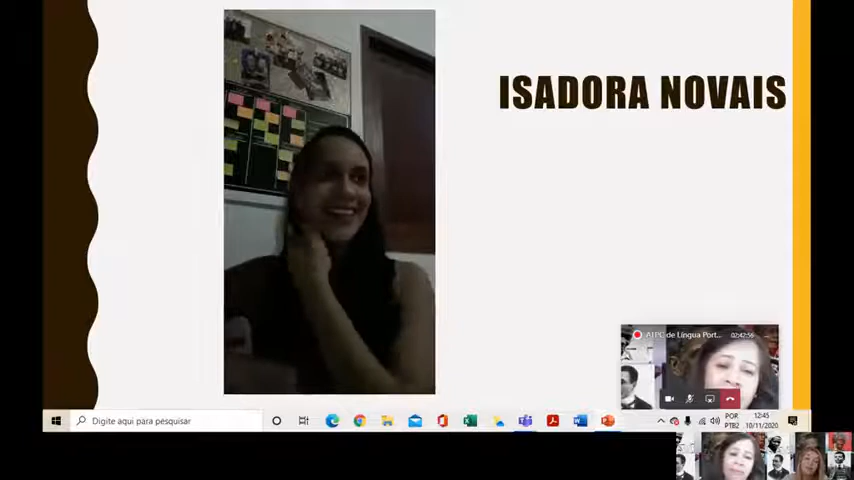 ISADORA NOVAIS
ATPC de Língua Port...
02:42:56
Digite aqui para pesquisar
POR
PTB2
12:45
10/11/2020